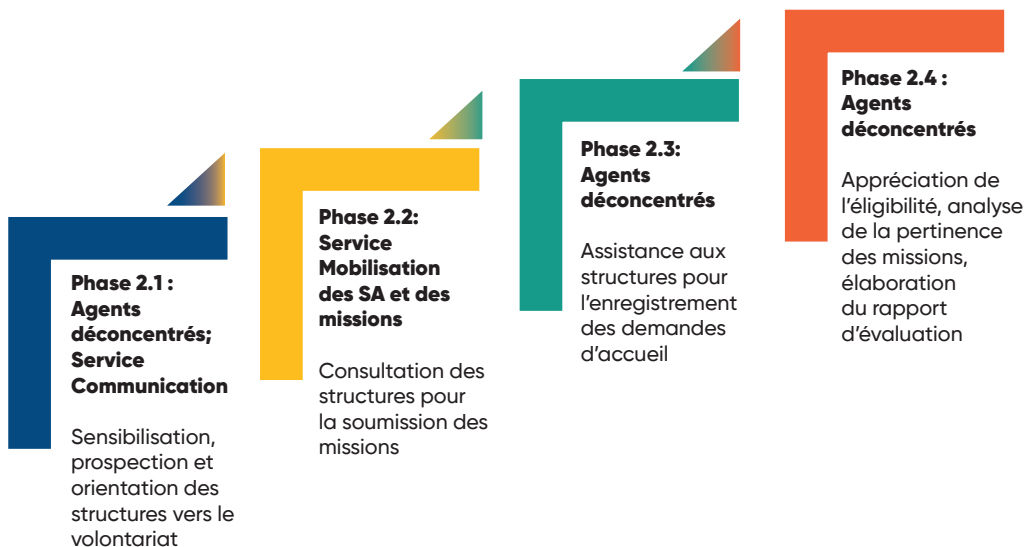 Phase 2.1 :
Agents
déconcentrés;
Service
Communication
Sensibilisation,
prospection et
orientation des
structures vers le
volontariat
Phase 2.2:
Service
Mobilisation
des SA et des
missions
Consultation des
structures pour
la soumission des
missions
Phase 2.3:
Agents
déconcentrés
Assistance aux
structures pour
l’enregistrement
des demandes
d’accueil
Phase 2.4 :
Agents
déconcentrés
Appréciation de
l’éligibilité, analyse
de la pertinence
des missions,
élaboration
du rapport
d’évaluation